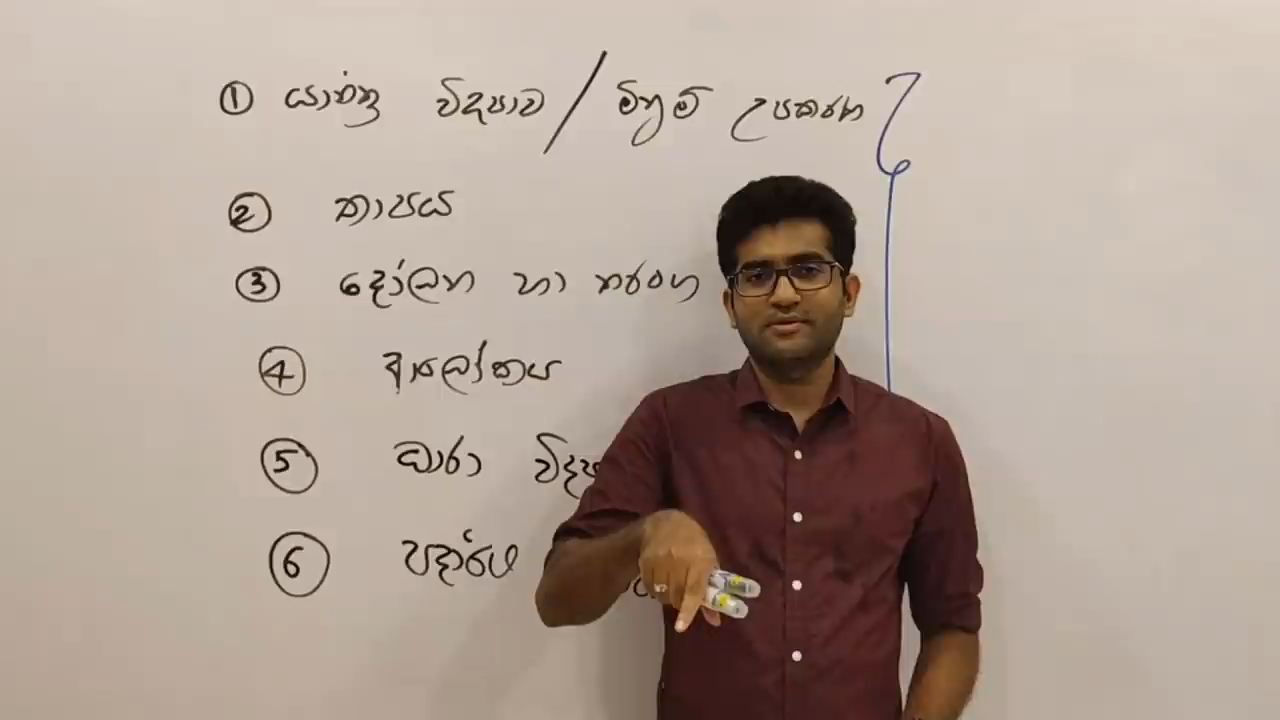 ① යාන්ත්‍ර විද්‍යාව / මිනුම් උපකරණ
② තාපය
③ දෝලන හා තරංග
④ ආලෝකය
⑤ ධාරා
⑥ පදාර්ථ